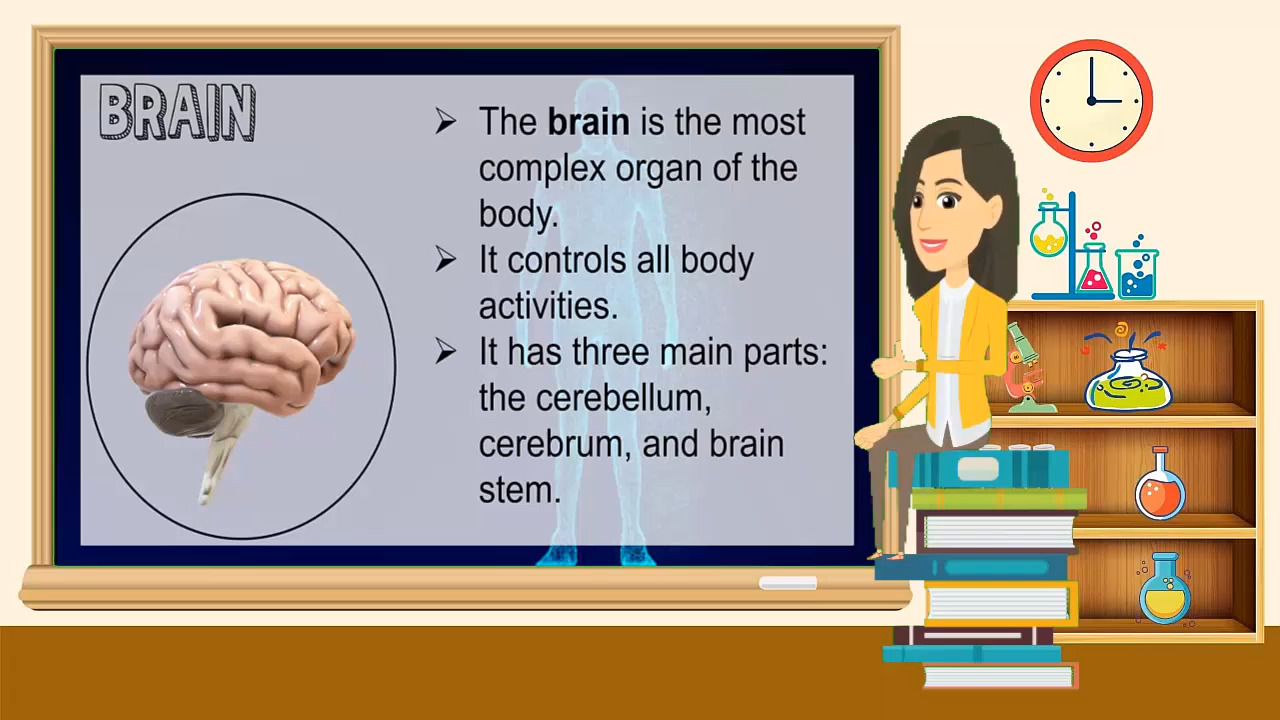 BRAIN
➢ The brain is the most
complex organ of the
body.
➢ It controls all body
activities.
➢ It has three main parts:
the cerebellum,
cerebrum, and brain
stem.